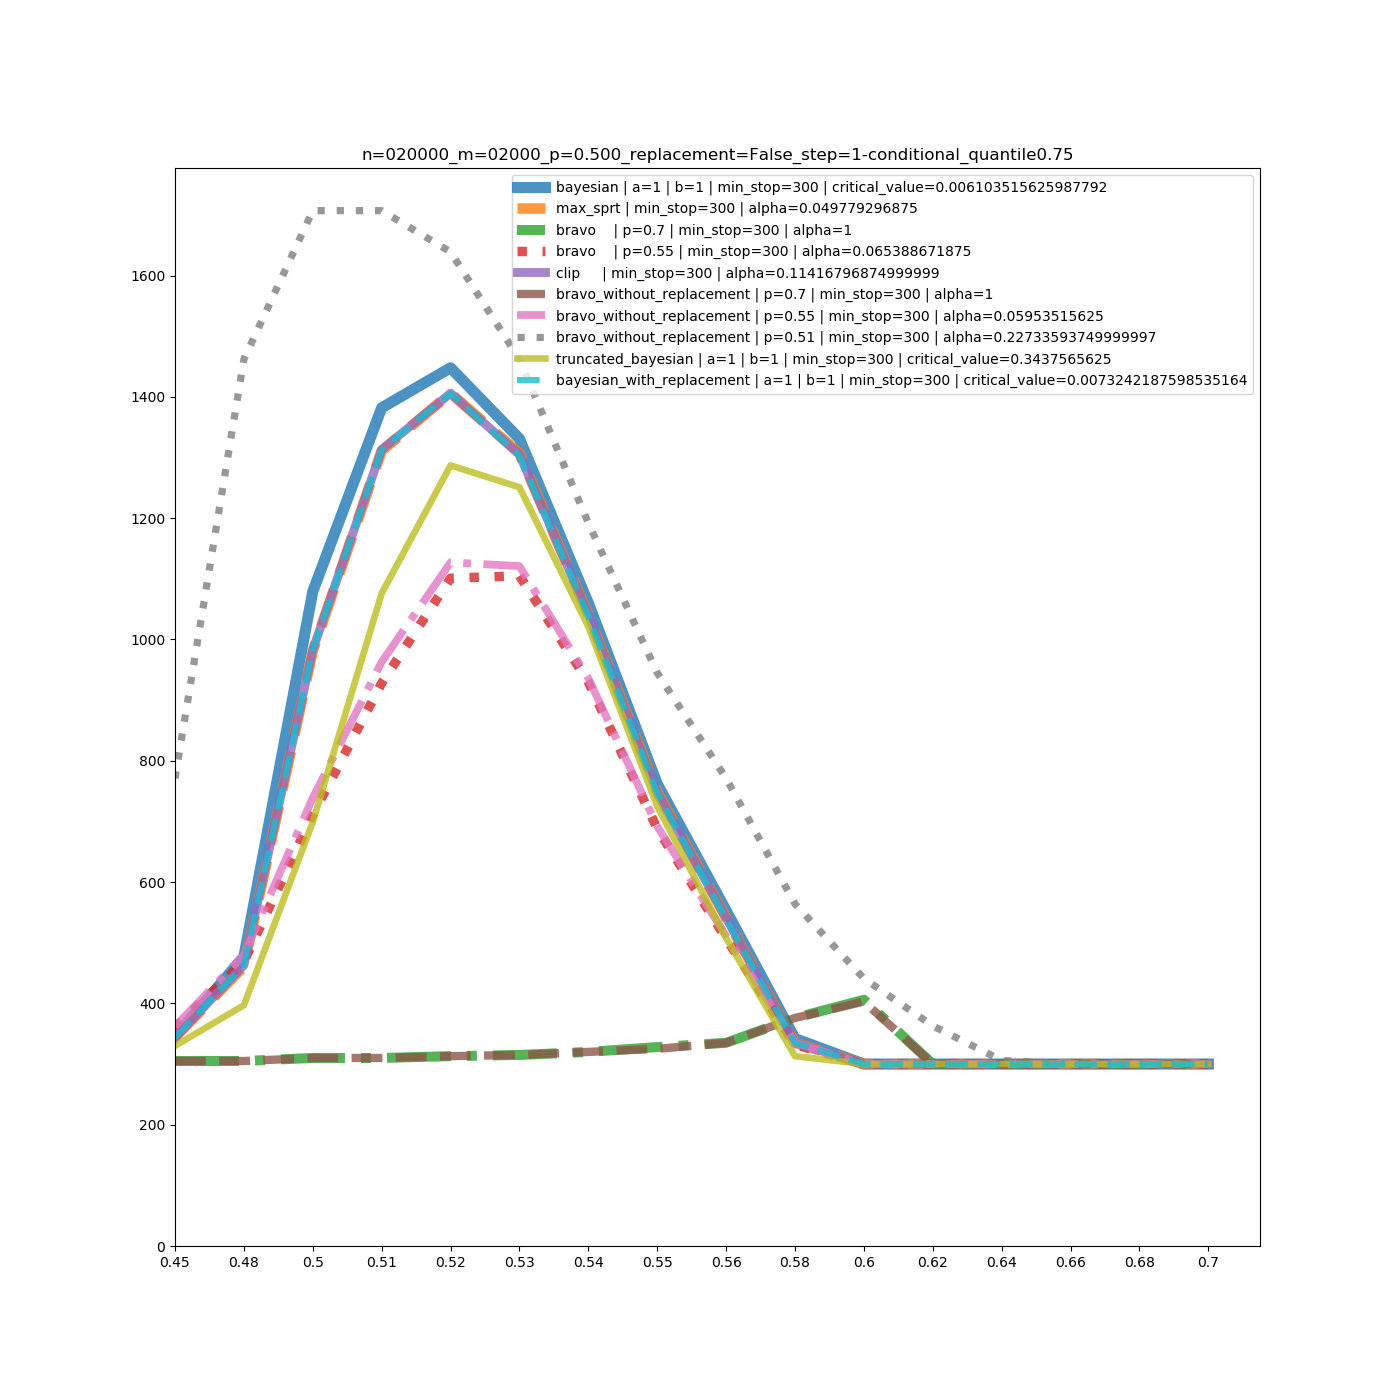 n=020000_m=02000_p=0.500_replacement=False_step=1-conditional_quantile0.75
bayesian | a=1 | b=1 | min_stop=300 | critical_value=0.006103515625987792
max_sprt | min_stop=300 | alpha=0.049779296875
bravo    | p=0.7 | min_stop=300 | alpha=1
bravo    | p=0.55 | min_stop=300 | alpha=0.065388671875
clip     | min_stop=300 | alpha=0.11416796874999999
bravo_without_replacement | p=0.7 | min_stop=300 | alpha=1
bravo_without_replacement | p=0.55 | min_stop=300 | alpha=0.05953515625
bravo_without_replacement | p=0.51 | min_stop=300 | alpha=0.22733593749999997
truncated_bayesian | a=1 | b=1 | min_stop=300 | critical_value=0.3437565625
bayesian_with_replacement | a=1 | b=1 | min_stop=300 | critical_value=0.0073242187598535164
1600
1400
1200
1000
800
600
400
200
0
0.45 0.48 0.5 0.51 0.52 0.53 0.54 0.55 0.56 0.58 0.6 0.62 0.64 0.66 0.68 0.7